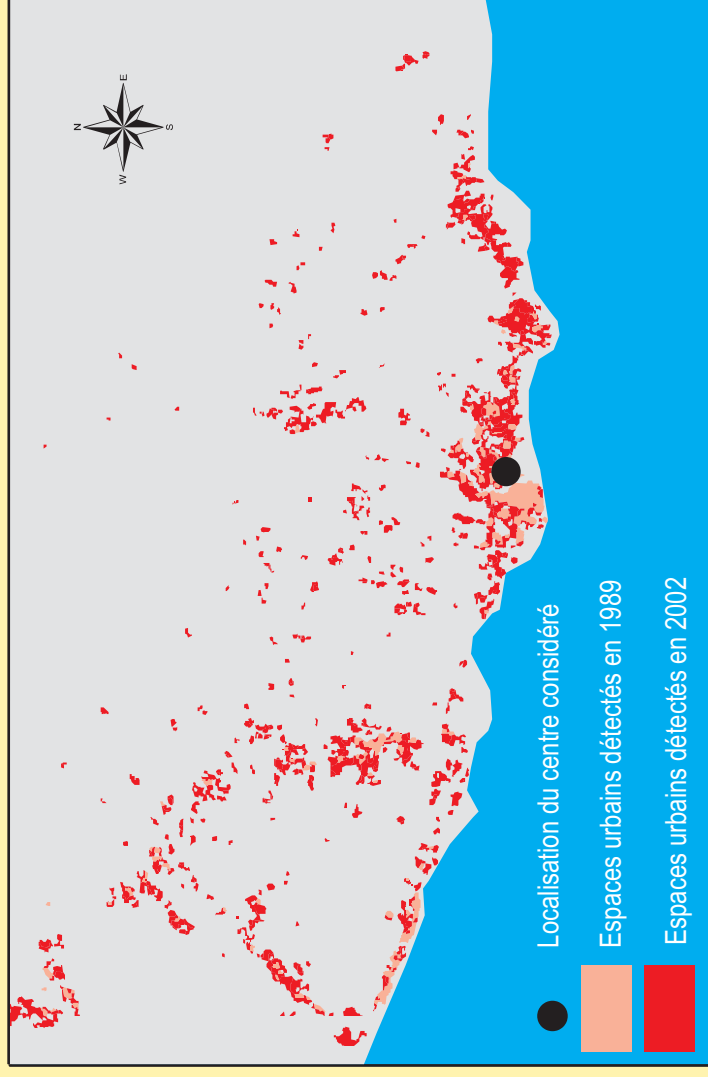 N
E
W
S
Localisation du centre considéré
Espaces urbains détectés en 1989
Espaces urbains détectés en 2002